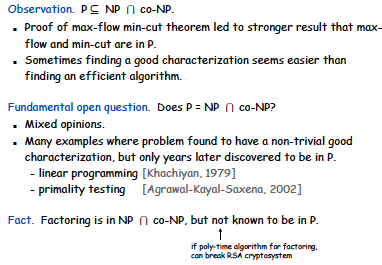 Observation. P ⊆ NP ∩ co-NP.
▪ Proof of max-flow min-cut theorem led to stronger result that max-
flow and min-cut are in P.
▪ Sometimes finding a good characterization seems easier than
finding an efficient algorithm.
Fundamental open question. Does P = NP ∩ co-NP?
▪ Mixed opinions.
▪ Many examples where problem found to have a non-trivial good
characterization, but only years later discovered to be in P.
- linear programming [Khachiyan, 1979]
- primality testing [Agrawal-Kayal-Saxena, 2002]
Fact. Factoring is in NP ∩ co-NP, but not known to be in P.
if poly-time algorithm for factoring,
can break RSA cryptosystem